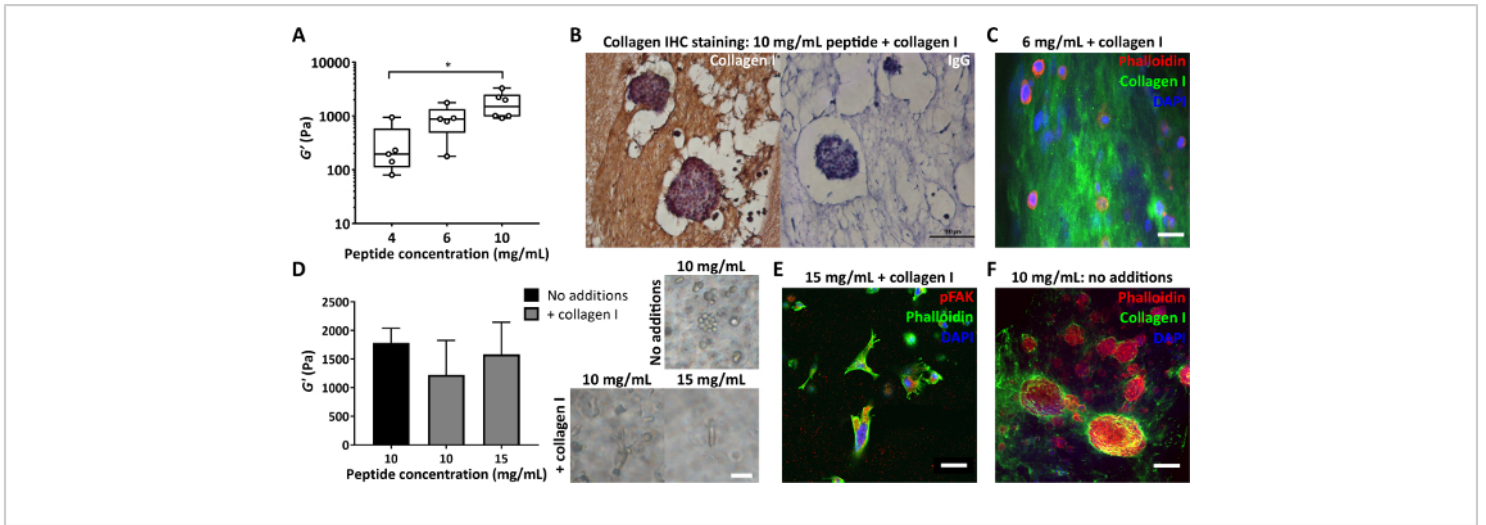 A
*
10000
1000
100
10
G′ (Pa)
4 6 10
Peptide concentration (mg/mL)
B
Collagen IHC staining: 10 mg/mL peptide + collagen I
Collagen I
IgG
C
6 mg/mL + collagen I
Phalloidin
Collagen I
DAPI
D
2500
2000
1500
1000
500
0
G′ (Pa)
10 10 15
Peptide concentration (mg/mL)
No additions
+ collagen I
10 mg/mL
No additions
10 mg/mL 15 mg/mL
+ collagen I
E
15 mg/mL + collagen I
pFAK
Phalloidin
DAPI
F
10 mg/mL: no additions
Phalloidin
Collagen I
DAPI